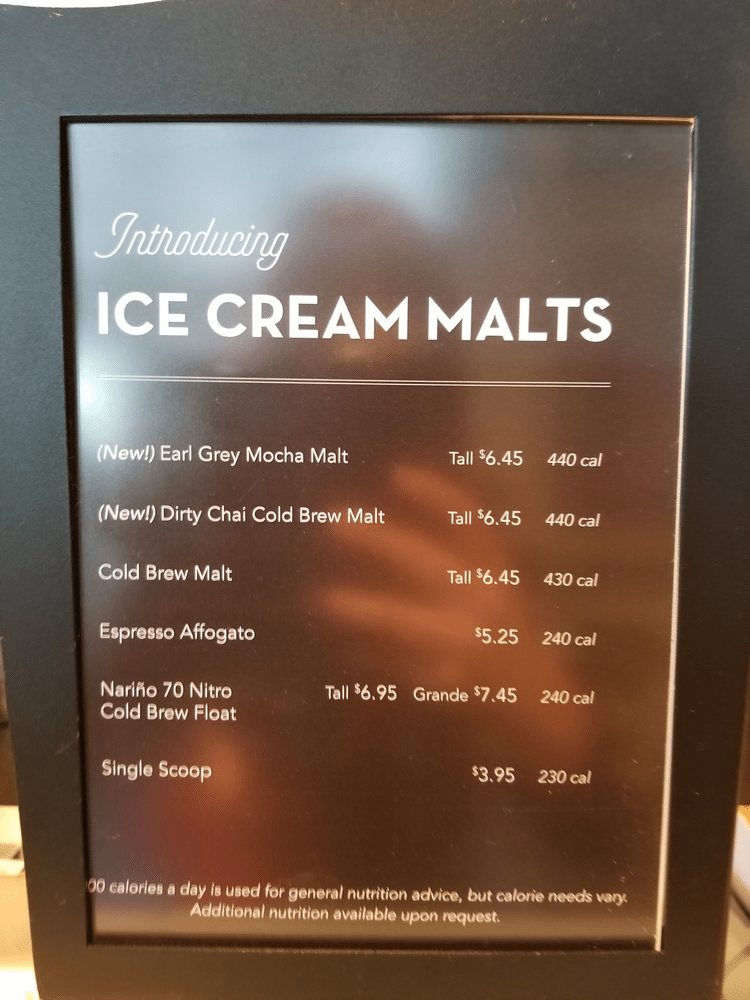 Introducing
ICE CREAM MALTS
(New!) Earl Grey Mocha Malt Tall $6.45 440 cal
(New!) Dirty Chai Cold Brew Malt Tall $6.45 440 cal
Cold Brew Malt Tall $6.45 430 cal
Espresso Affogato $5.25 240 cal
Nariño 70 Nitro Tall $6.95 Grande $7.45 240 cal
Cold Brew Float
Single Scoop $3.95 230 cal
00 calories a day is used for general nutrition advice, but calorie needs vary.
Additional nutrition available upon request.